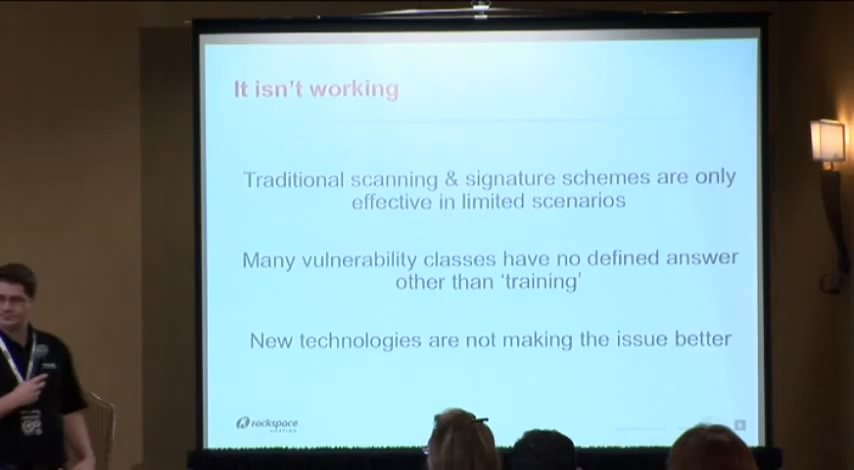 It isn't working
Traditional scanning & signature schemes are only
effective in limited scenarios
Many vulnerability classes have no defined answer
other than 'training'
New technologies are not making the issue better
rackspace
HOSTING